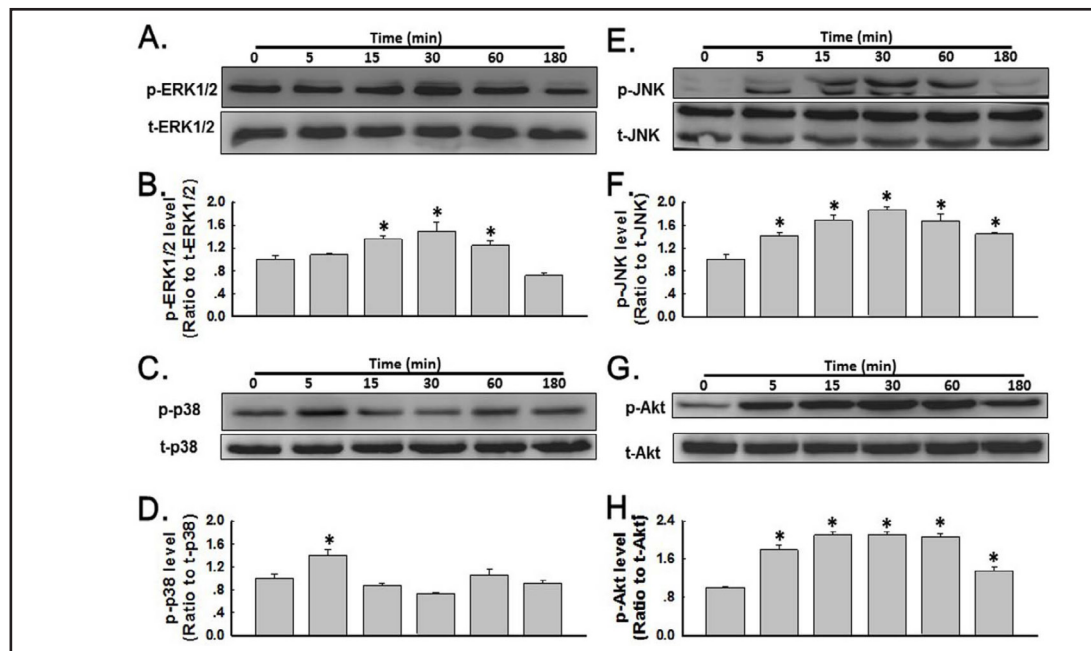 A.
Time (min)
0 5 15 30 60 180
p-ERK1/2
t-ERK1/2
B.
p-ERK1/2 level
(Ratio to t-ERK1/2)
2.0
1.6
1.2
.8
.4
0.0
* * *
C.
Time (min)
0 5 15 30 60 180
p-p38
t-p38
D.
p-p38 level
(Ratio to t-p38)
2.0
1.6
1.2
.8
.4
0.0
*
E.
Time (min)
0 5 15 30 60 180
p-JNK
t-JNK
F.
p-JNK level
(Ratio to t-JNK)
2.0
1.6
1.2
.8
.4
0.0
* * * * *
G.
Time (min)
0 5 15 30 60 180
p-Akt
t-Akt
H.
p-Akt level
(Ratio to t-Akt)
2.4
1.6
.8
0.0
* * * * *